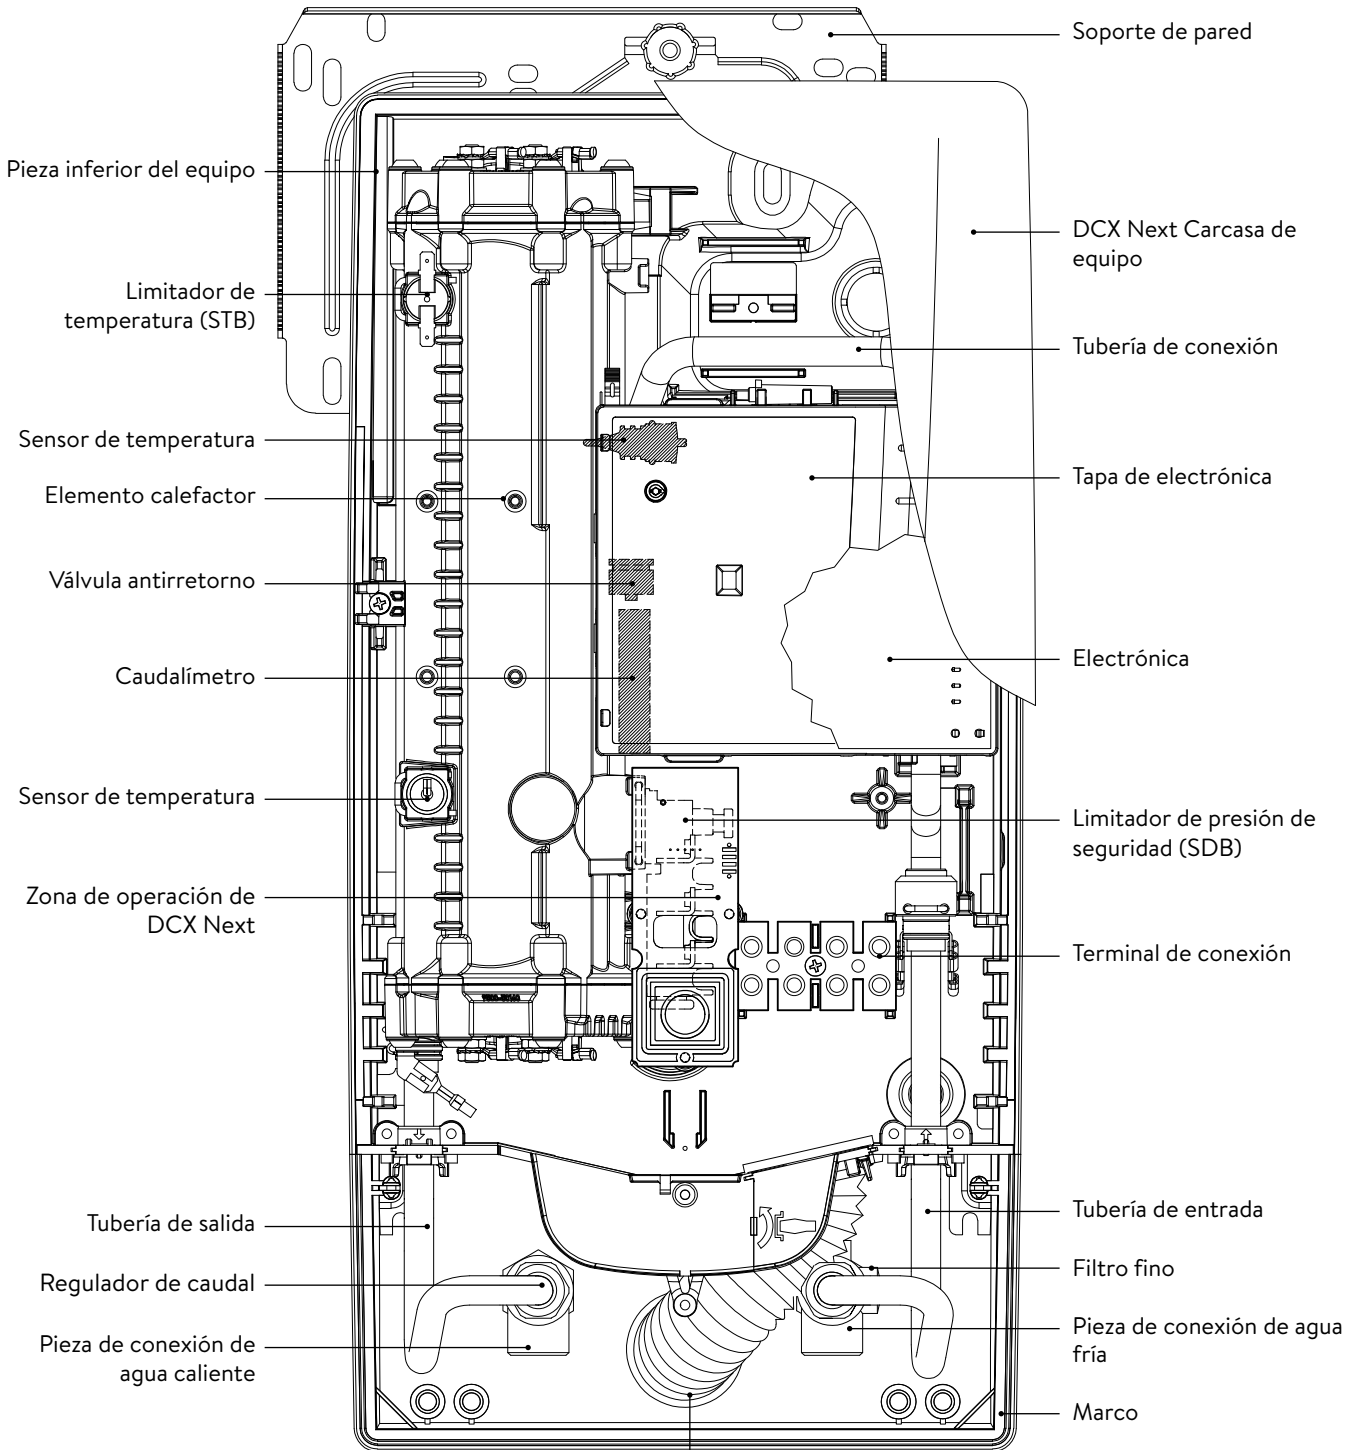 Soporte de pared
Pieza inferior del equipo
DCX Next Carcasa de
equipo
Limitador de
temperatura (STB)
Tubería de conexión
Sensor de temperatura
Tapa de electrónica
Elemento calefactor
Válvula antirretorno
Electrónica
Caudalímetro
Sensor de temperatura
Limitador de presión de
seguridad (SDB)
Zona de operación de
DCX Next
Terminal de conexión
Tubería de salida
Tubería de entrada
Regulador de caudal
Filtro fino
Pieza de conexión de
agua caliente
Pieza de conexión de agua
fría
Marco